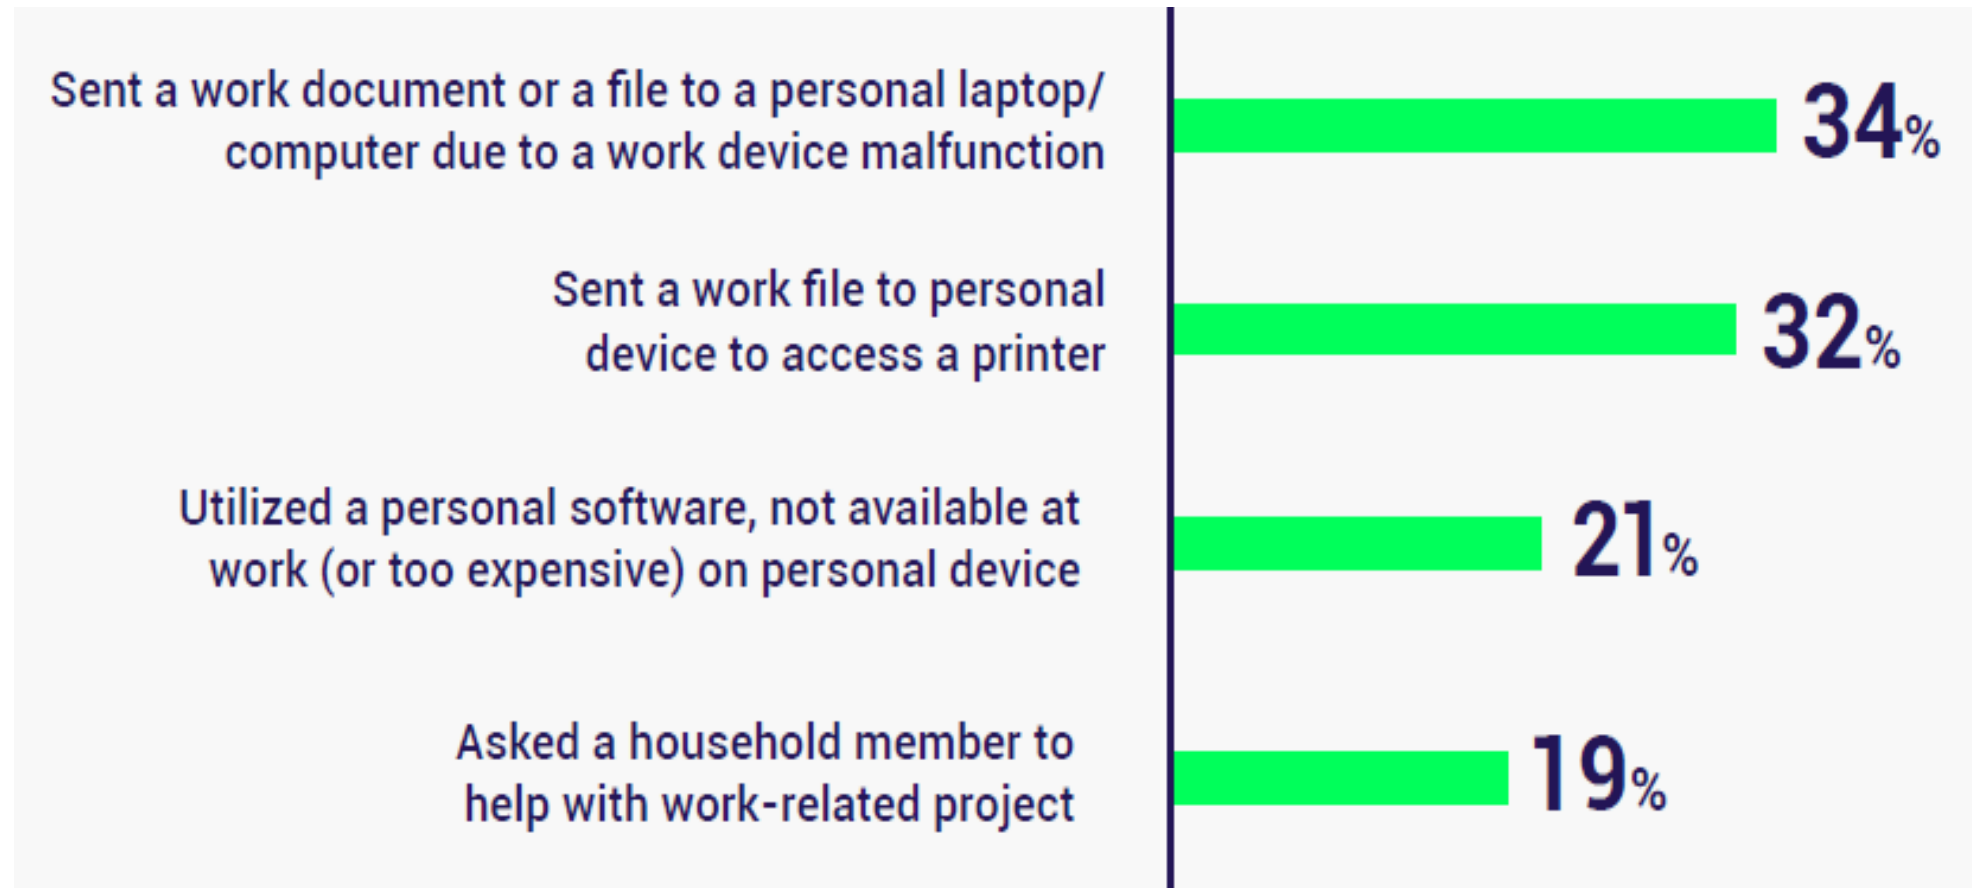 Sent a work document or a file to a personal laptop/
computer due to a work device malfunction
34%
Sent a work file to personal
device to access a printer
32%
Utilized a personal software, not available at
work (or too expensive) on personal device
21%
Asked a household member to
help with work-related project
19%